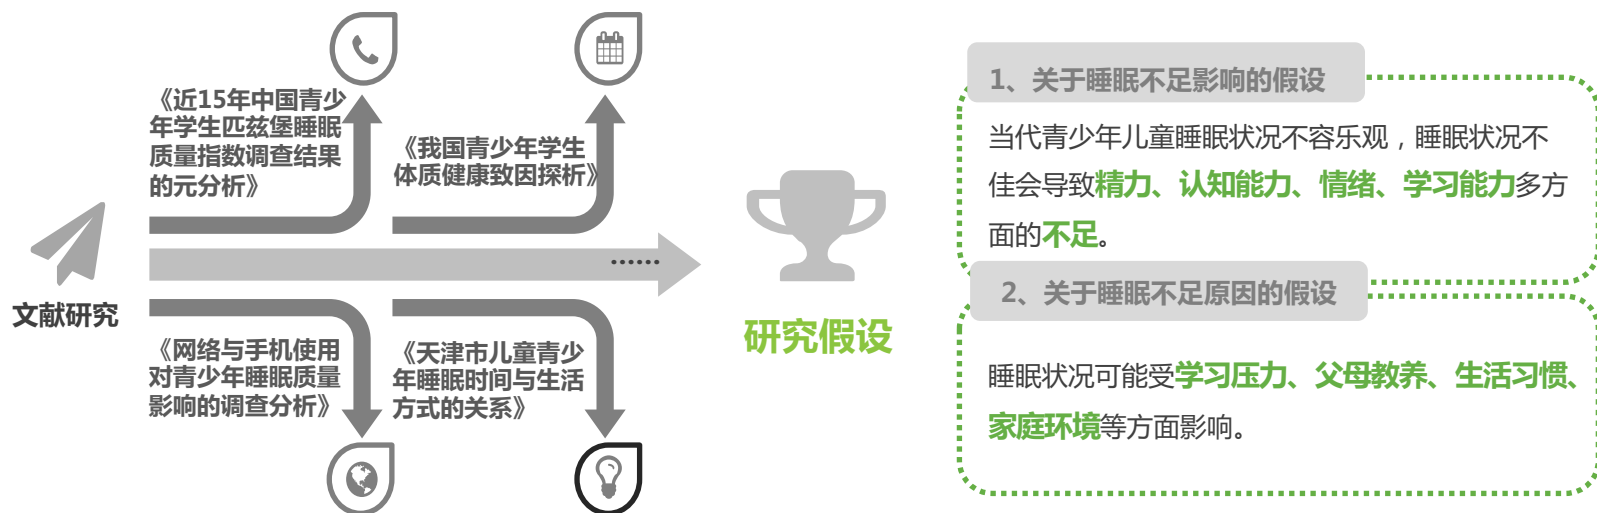 《近15年中国青少
年学生匹兹堡睡眠
质量指数调查结果
的元分析》
《我国青少年学生
体质健康致因探析》
......
文献研究
《网络与手机使用
对青少年睡眠质量
影响的调查分析》
《天津市儿童青少
年睡眠时间与生活
方式的关系》
研究假设
1、关于睡眠不足影响的假设
当代青少年儿童睡眠状况不容乐观，睡眠状况不
佳会导致精力、认知能力、情绪、学习能力多方
面的不足。
2、关于睡眠不足原因的假设
睡眠状况可能受学习压力、父母教养、生活习惯、
家庭环境等方面影响。